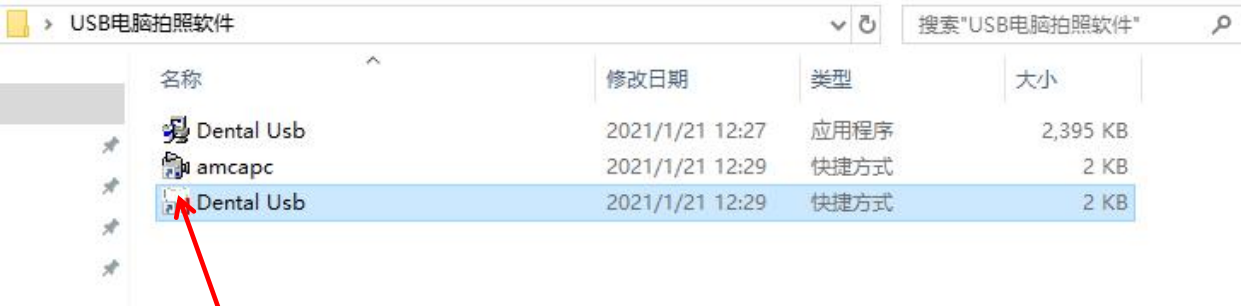 USB电脑拍照软件 搜索"USB电脑拍照软件"
名称 修改日期 类型 大小
Dental Usb 2021/1/21 12:27 应用程序 2,395 KB
amcapc 2021/1/21 12:29 快捷方式 2 KB
Dental Usb 2021/1/21 12:29 快捷方式 2 KB